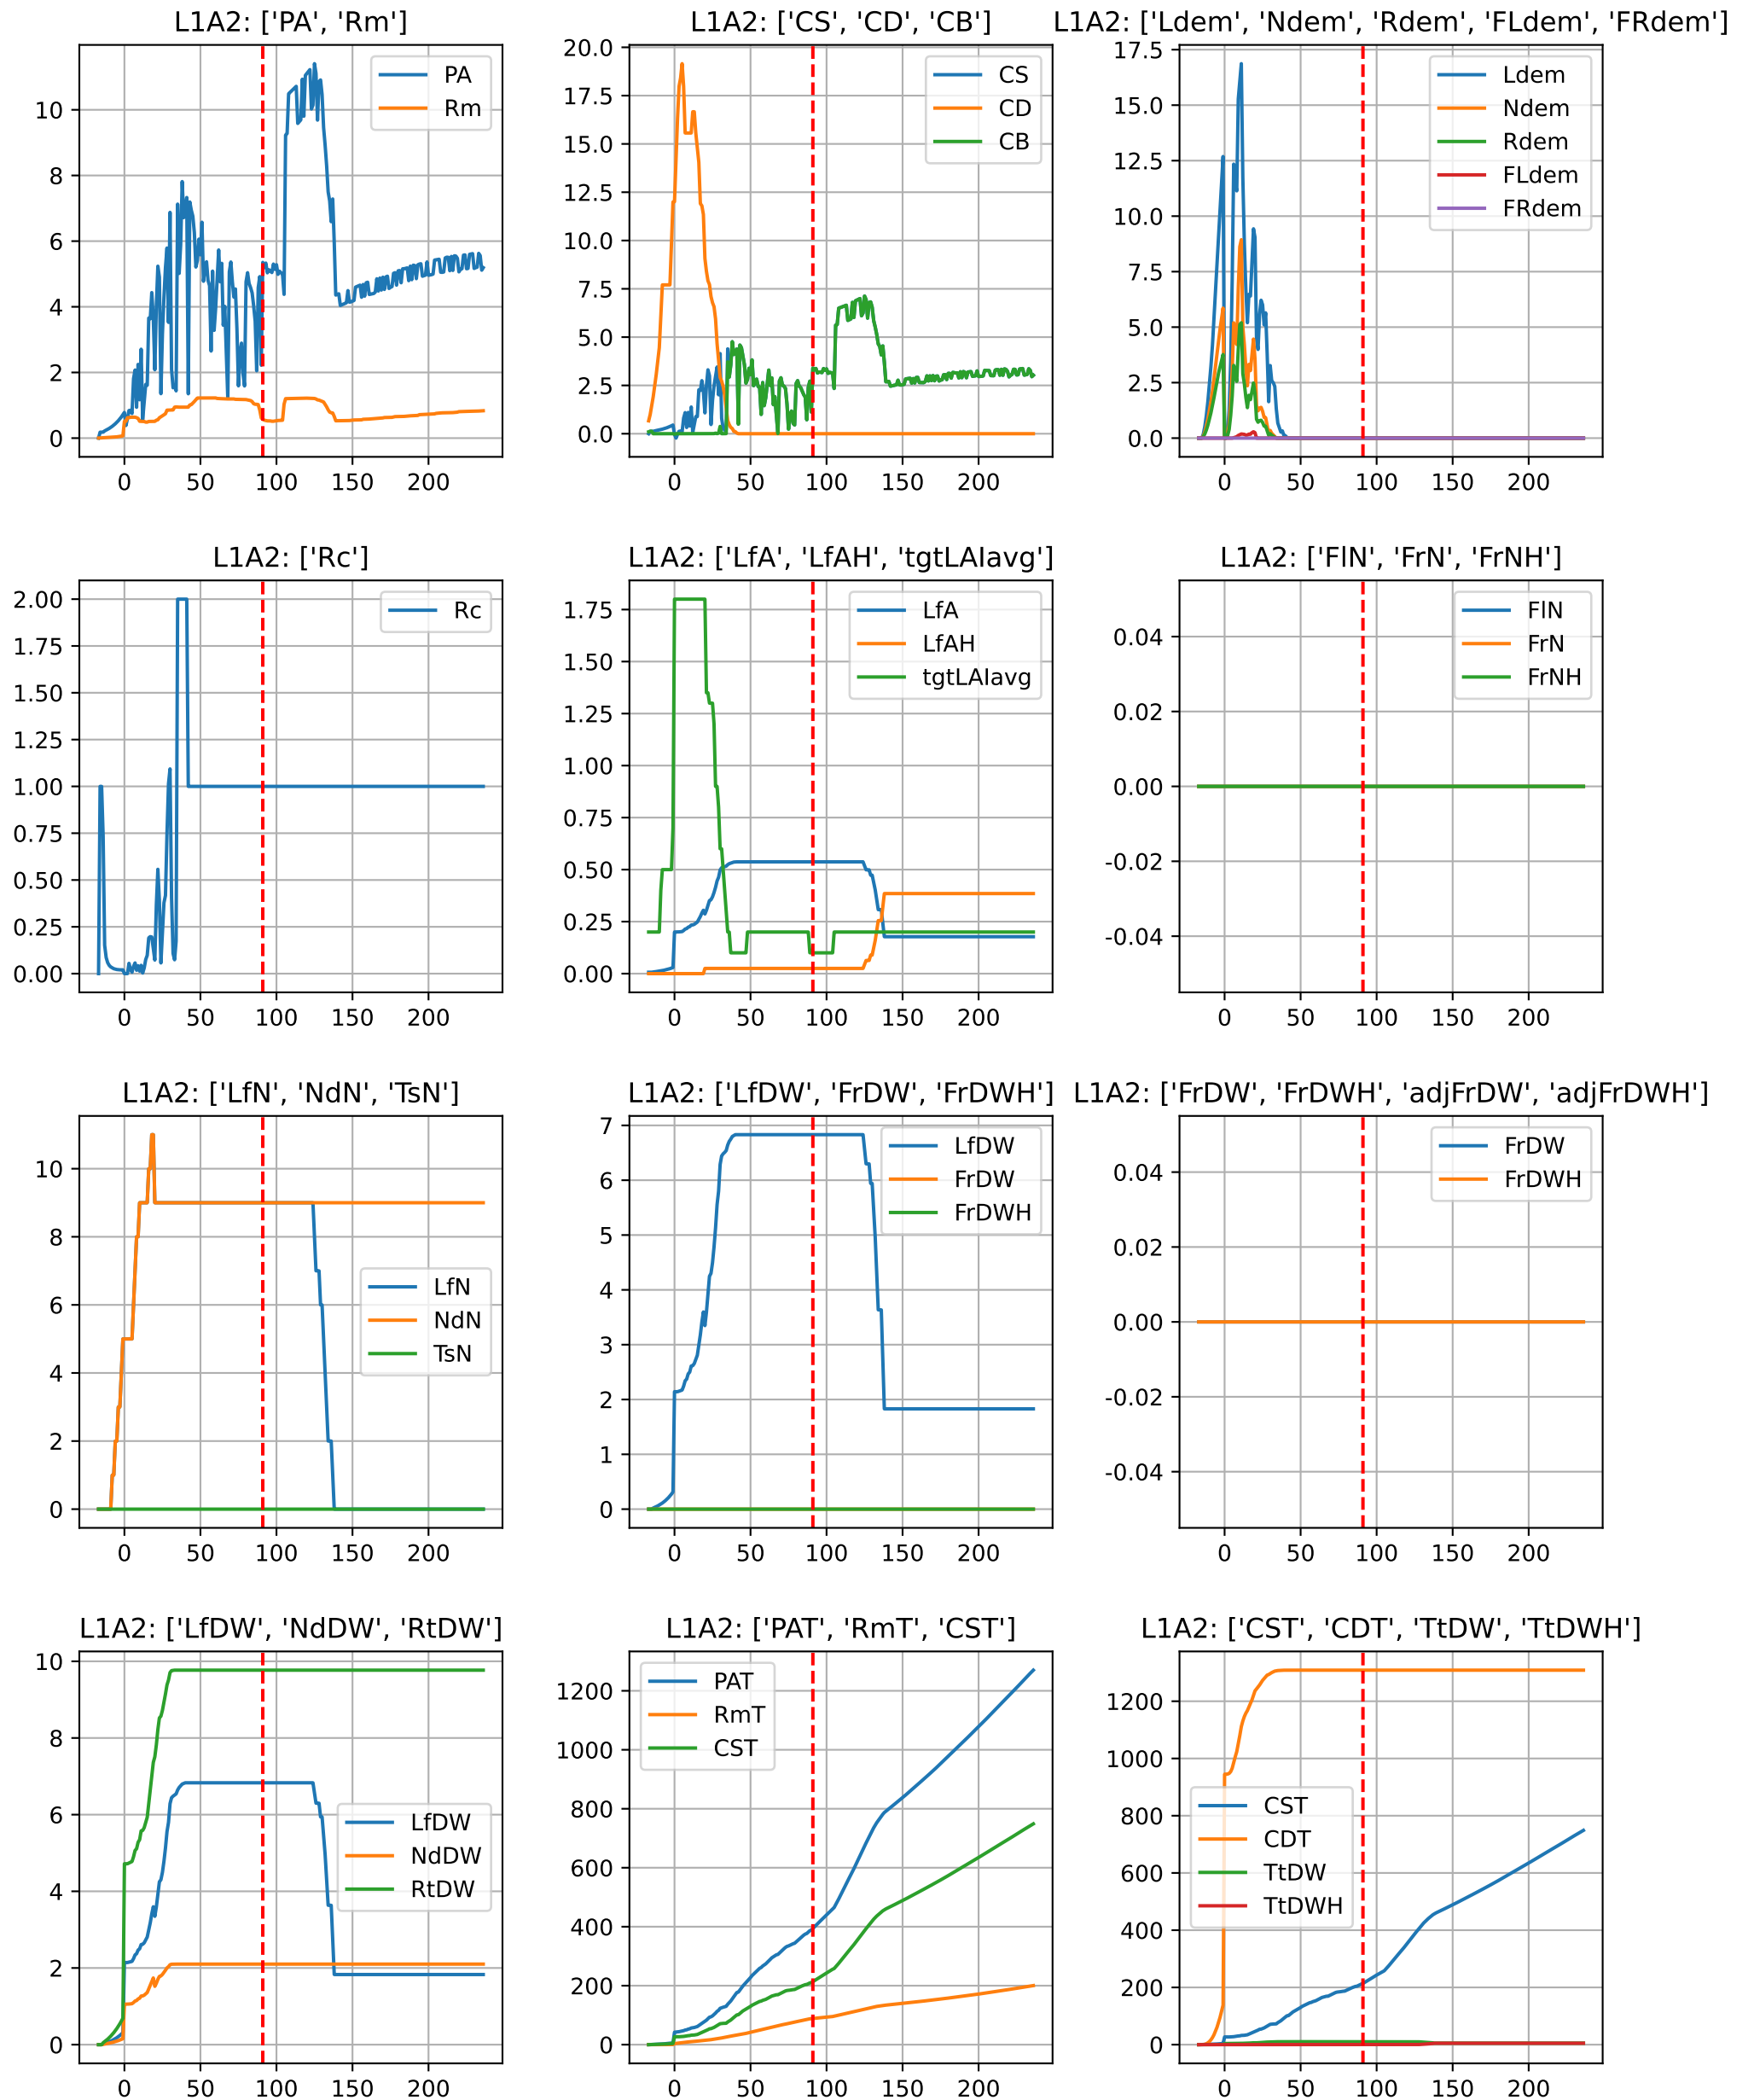 L1A2: ['PA', 'Rm']
PA
Rm
10
8
6
4
2
0
0 50 100 150 200
L1A2: ['CS', 'CD', 'CB']
CS
CD
CB
20.0
17.5
15.0
12.5
10.0
7.5
5.0
2.5
0.0
0 50 100 150 200
L1A2: ['Ldem', 'Ndem', 'Rdem', 'FLdem', 'FRdem']
Ldem
Ndem
Rdem
FLdem
FRdem
17.5
15.0
12.5
10.0
7.5
5.0
2.5
0.0
0 50 100 150 200
L1A2: ['Rc']
Rc
2.00
1.75
1.50
1.25
1.00
0.75
0.50
0.25
0.00
0 50 100 150 200
L1A2: ['LfA', 'LfAH', 'tgtLAIavg']
LfA
LfAH
tgtLAIavg
1.75
1.50
1.25
1.00
0.75
0.50
0.25
0.00
0 50 100 150 200
L1A2: ['FlN', 'FrN', 'FrNH']
FlN
FrN
FrNH
0.04
0.02
0.00
-0.02
-0.04
0 50 100 150 200
L1A2: ['LfN', 'NdN', 'TsN']
LfN
NdN
TsN
10
8
6
4
2
0
0 50 100 150 200
L1A2: ['LfDW', 'FrDW', 'FrDWH']
LfDW
FrDW
FrDWH
7
6
5
4
3
2
1
0
0 50 100 150 200
L1A2: ['FrDW', 'FrDWH', 'adjFrDW', 'adjFrDWH']
FrDW
FrDWH
0.04
0.02
0.00
-0.02
-0.04
0 50 100 150 200
L1A2: ['LfDW', 'NdDW', 'RtDW']
LfDW
NdDW
RtDW
10
8
6
4
2
0
0 50 100 150 200
L1A2: ['PAT', 'RmT', 'CST']
PAT
RmT
CST
1200
1000
800
600
400
200
0
0 50 100 150 200
L1A2: ['CST', 'CDT', 'TtDW', 'TtDWH']
CST
CDT
TtDW
TtDWH
1200
1000
800
600
400
200
0
0 50 100 150 200